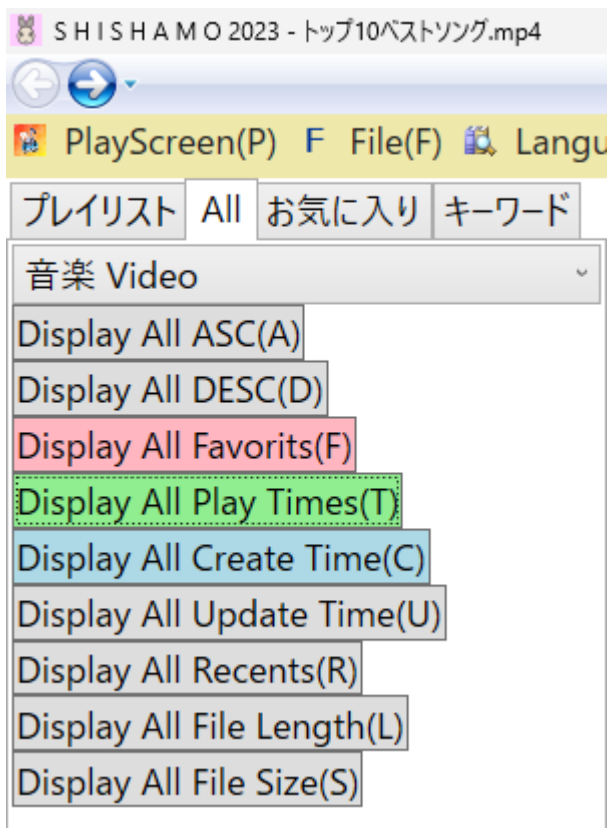 S H I S H A M O 2023 - トップ10ベストソング.mp4
PlayScreen(P) F File(F) Langu
プレイリスト All お気に入り キーワード
音楽 Video
Display All ASC(A)
Display All DESC(D)
Display All Favorits(F)
Display All Play Times(T)
Display All Create Time(C)
Display All Update Time(U)
Display All Recents(R)
Display All File Length(L)
Display All File Size(S)